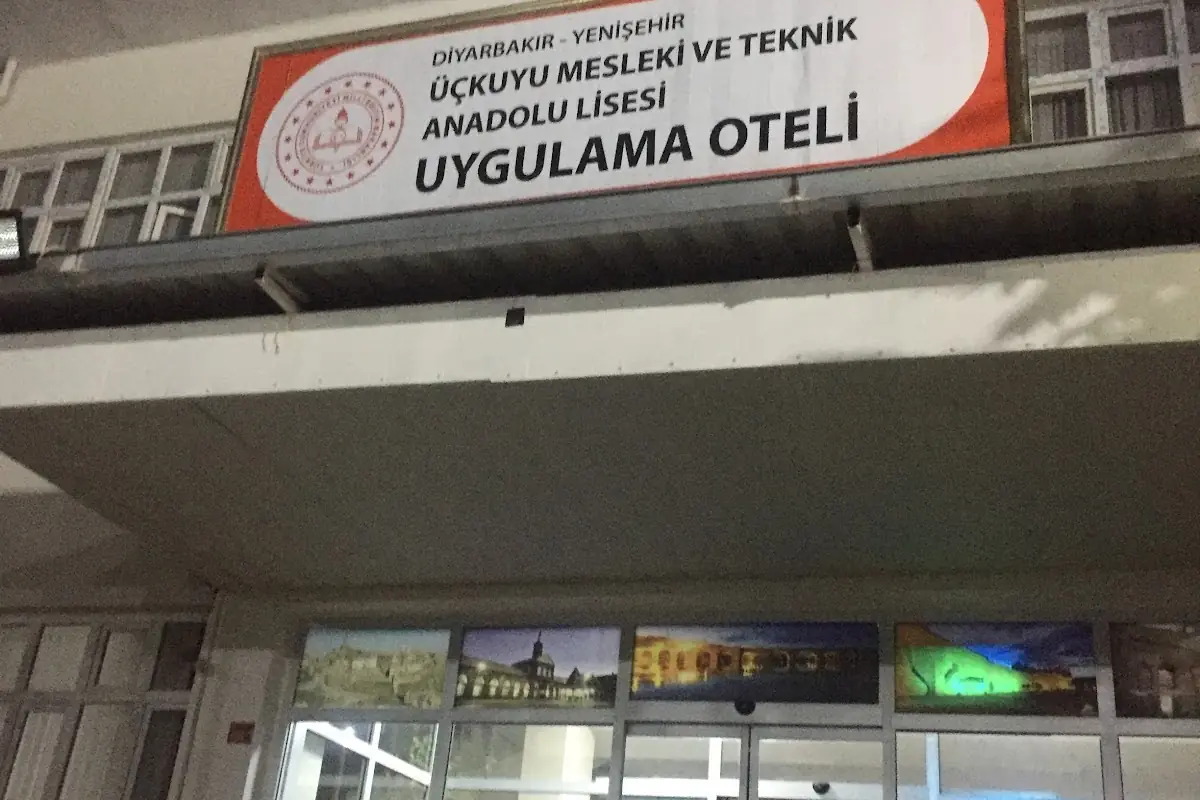 DİYARBAKIR - YENİŞEHİR
ÜÇKUYU MESLEKİ VE TEKNİK
ANADOLU LİSESİ
UYGULAMA OTELİ